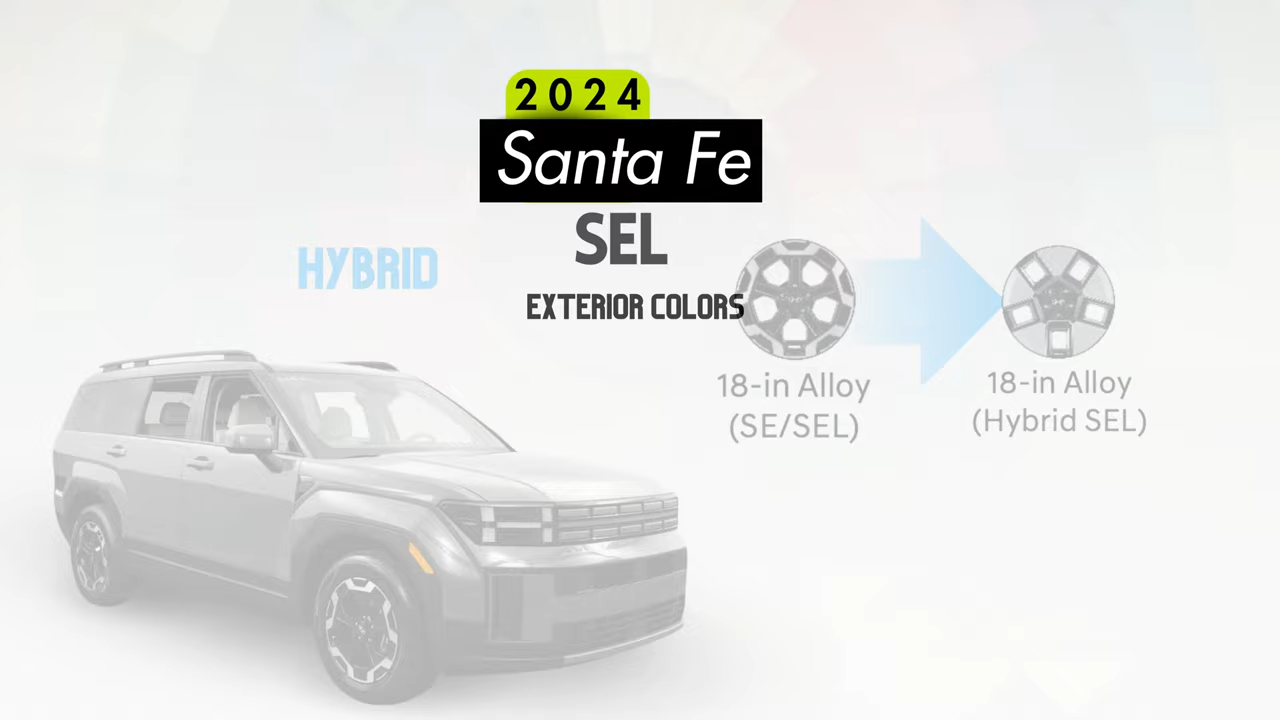 2024
Santa Fe
SEL
HYBRID
EXTERIOR COLORS
18-in Alloy
(SE/SEL)
18-in Alloy
(Hybrid SEL)